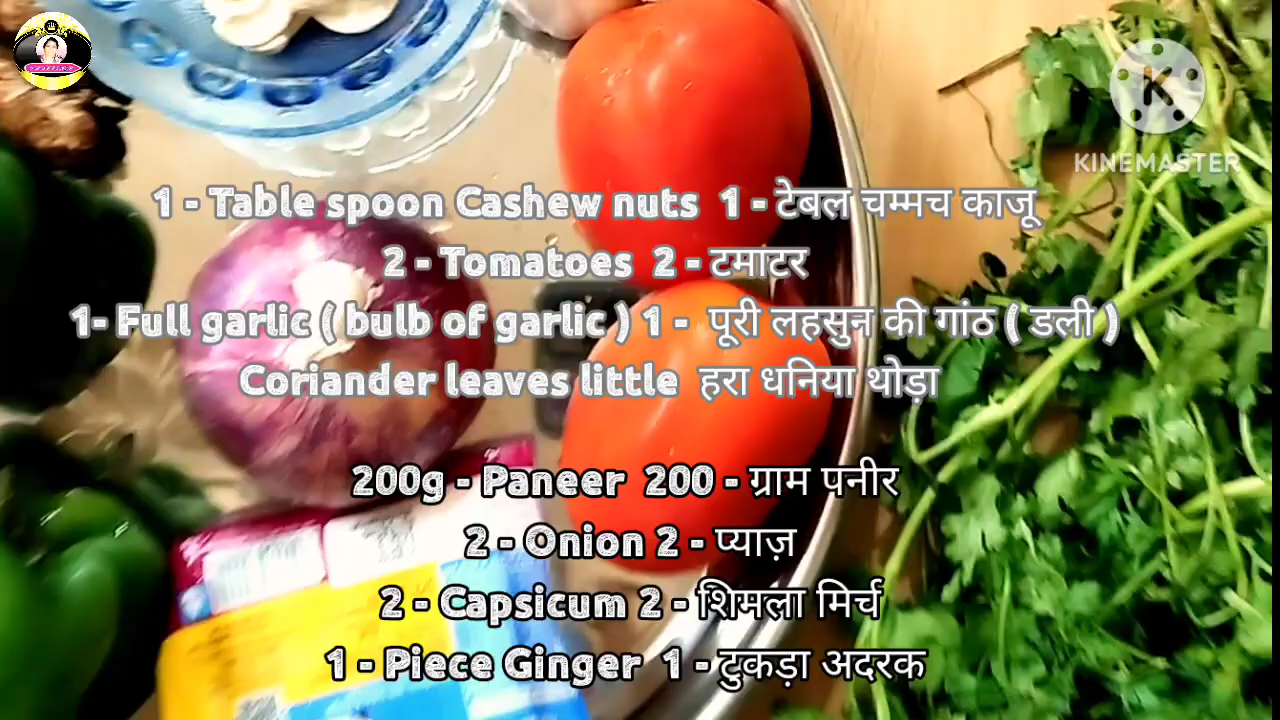 KINEMASTER
1 - Table spoon Cashew nuts 1 - टेबल चम्मच काजू
2 - Tomatoes 2 - टमाटर
1- Full garlic ( bulb of garlic ) 1 - पूरी लहसुन की गांठ ( डली )
Coriander leaves little हरा धनिया थोड़ा
200g - Paneer 200 - ग्राम पनीर
2 - Onion 2 - प्याज़
2 - Capsicum 2 - शिमला मिर्च
1 - Piece Ginger 1 - टुकड़ा अदरक